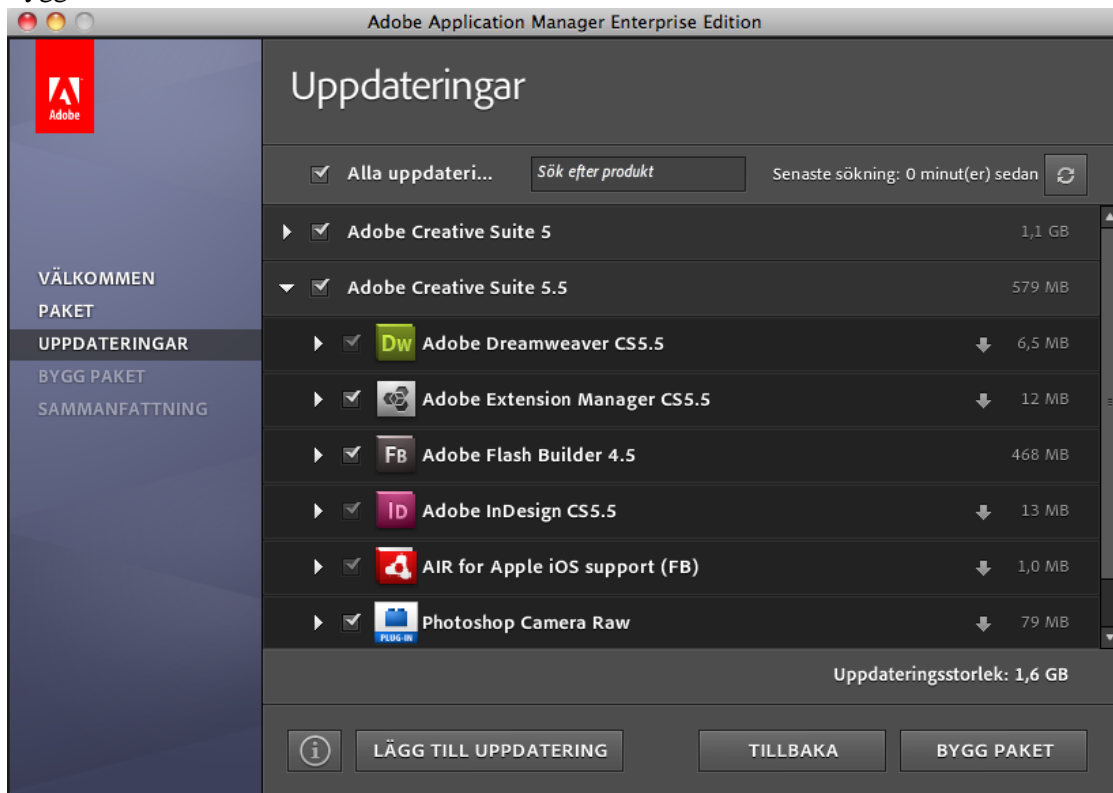 Adobe Application Manager Enterprise Edition
Adobe
Uppdateringar
Alla uppdateri...
Sök efter produkt
Senaste sökning: 0 minut(er) sedan
Adobe Creative Suite 5
1,1 GB
VÄLKOMMEN
PAKET
UPPDATERINGAR
BYGG PAKET
SAMMANFATTNING
Adobe Creative Suite 5.5
579 MB
Dw Adobe Dreamweaver CS5.5
6,5 MB
Adobe Extension Manager CS5.5
12 MB
FB Adobe Flash Builder 4.5
468 MB
ID Adobe InDesign CS5.5
13 MB
AIR for Apple iOS support (FB)
1,0 MB
PLUG-IN Photoshop Camera Raw
79 MB
Uppdateringsstorlek: 1,6 GB
LÄGG TILL UPPDATERING
TILLBAKA
BYGG PAKET